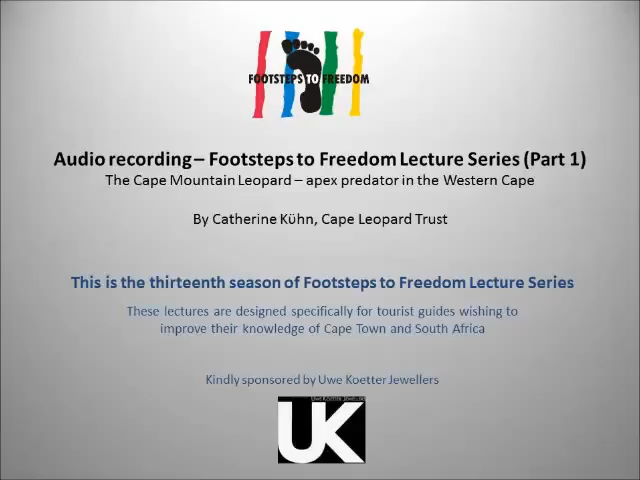 FOOTSTEPS TO FREEDOM
Audio recording – Footsteps to Freedom Lecture Series (Part 1)
The Cape Mountain Leopard – apex predator in the Western Cape
By Catherine Kühn, Cape Leopard Trust
This is the thirteenth season of Footsteps to Freedom Lecture Series
These lectures are designed specifically for tourist guides wishing to
improve their knowledge of Cape Town and South Africa
Kindly sponsored by Uwe Koetter Jewellers
Uwe Koetter Jewellers
UK